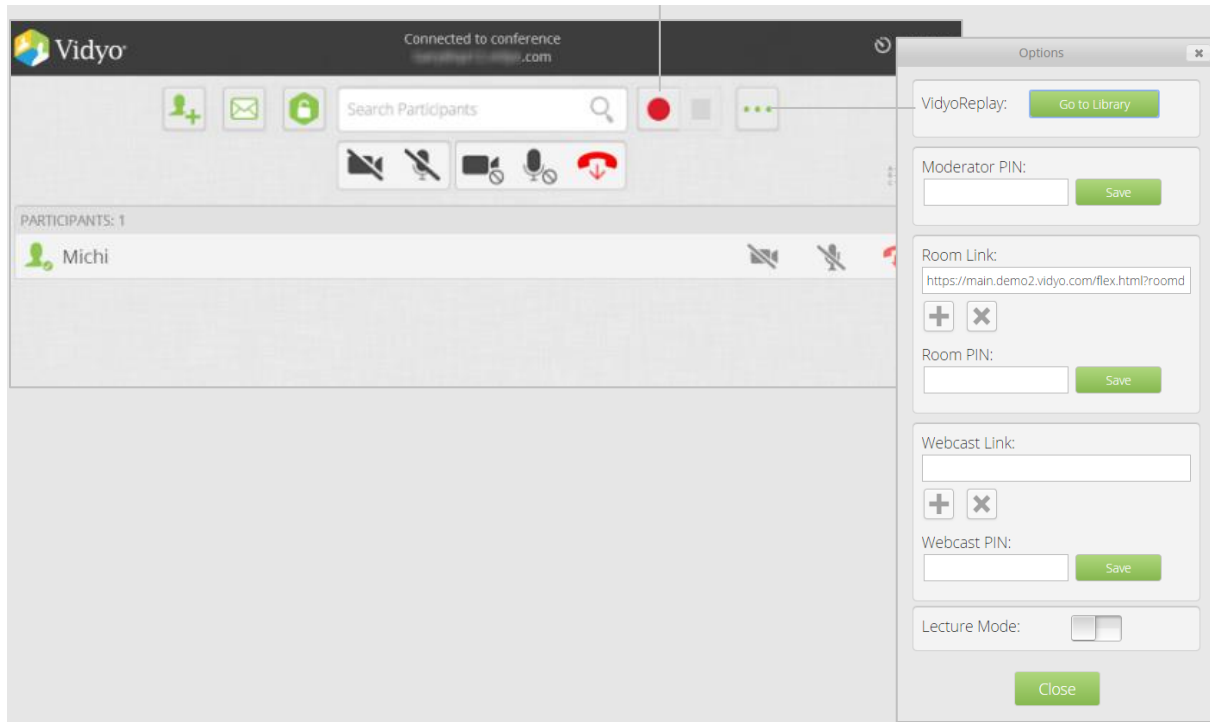 Vidyo
Connected to conference
.com
Search Participants
PARTICIPANTS: 1
Michi
Options
VidyoReplay:
Go to Library
Moderator PIN:
Save
Room Link:
https://main.demo2.vidyo.com/flex.html?roomd
Room PIN:
Save
Webcast Link:
Webcast PIN:
Save
Lecture Mode:
Close